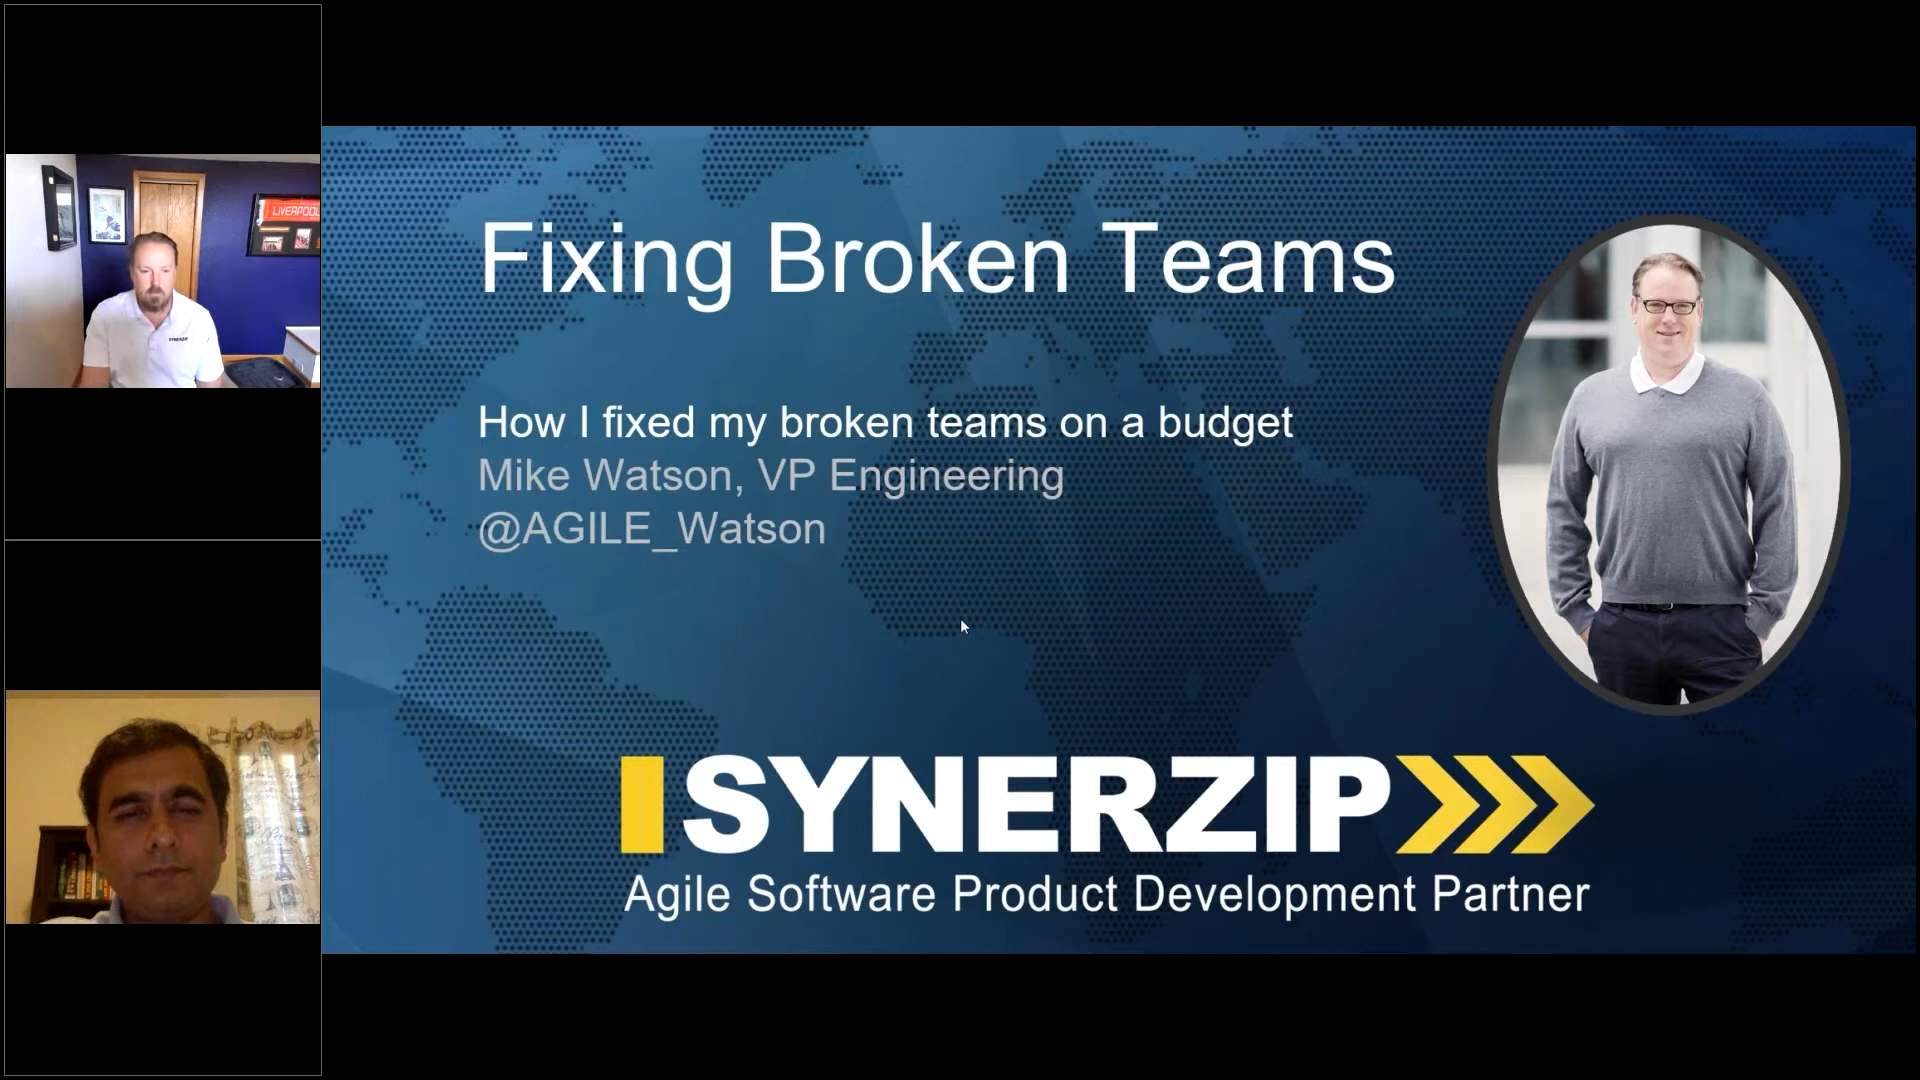 LIVERPOOL
SYNERZIP
Fixing Broken Teams
How I fixed my broken teams on a budget
Mike Watson, VP Engineering
@AGILE_Watson
SYNERZIP
Agile Software Product Development Partner